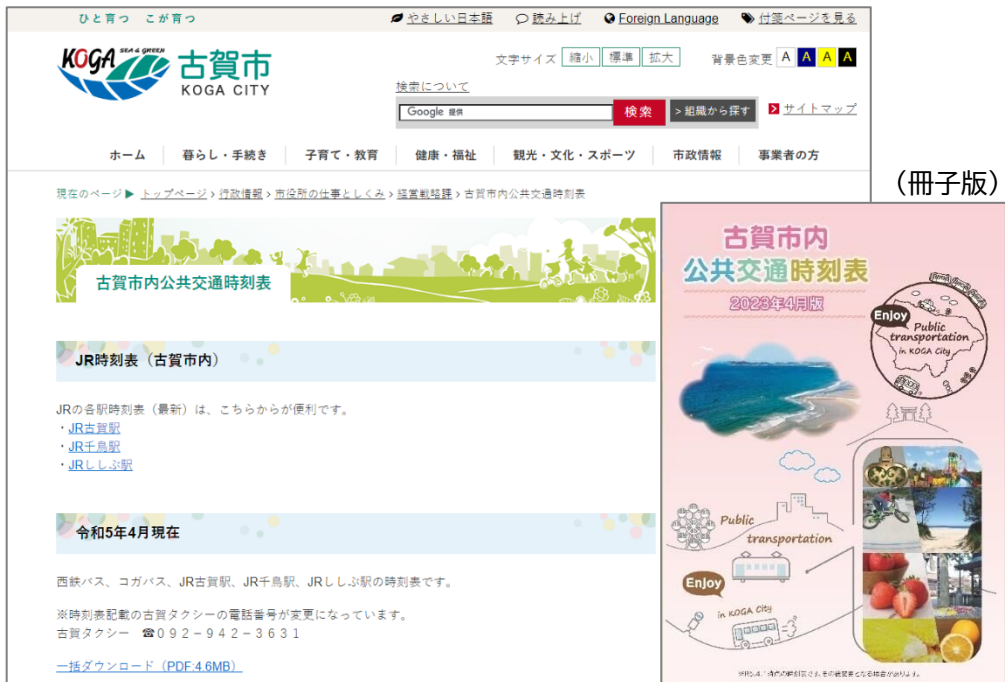 ひと育つ こが育つ
やさしい日本語 読み上げ Foreign Language 付箋ページを見る
KOGA SEA & GREEN 古賀市
KOGA CITY
文字サイズ 縮小 標準 拡大 背景色変更 A A A A
検索について
Google 提供 検索 >組織から探す サイトマップ
ホーム 暮らし・手続き 子育て・教育 健康・福祉 観光・文化・スポーツ 市政情報 事業者の方
現在のページ▶ トップページ › 行政情報 › 市役所の仕事としくみ › 経営戦略課 › 古賀市内公共交通時刻表
古賀市内公共交通時刻表
JR時刻表(古賀市内)
JRの各駅時刻表(最新)は、こちらからが便利です。
・JR古賀駅
・JR千鳥駅
・JRししぶ駅
令和5年4月現在
西鉄バス、コガバス、JR古賀駅、JR千鳥駅、JRししぶ駅の時刻表です。
※時刻表記載の古賀タクシーの電話番号が変更になっています。
古賀タクシー ☎092-942-3631
一括ダウンロード(PDF:4.6MB)
(冊子版)
古賀市内
公共交通時刻表
2023年4月版
Enjoy
Public
transportation
in KOGA City
Public
transportation
Enjoy
in KOGA City